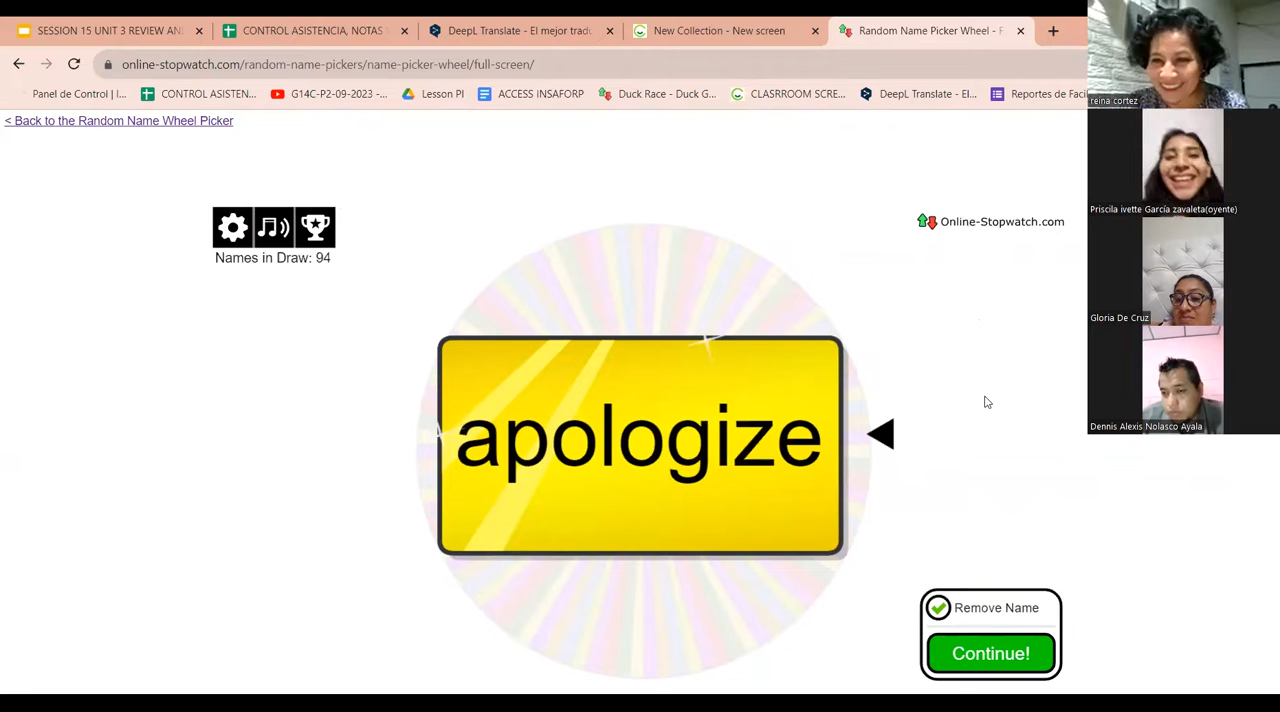 SESSION 15 UNIT 3 REVIEW AN
CONTROL ASISTENCIA, NOTAS
DeepL Translate - El mejor tradu
New Collection - New screen
Random Name Picker Wheel - F
online-stopwatch.com/random-name-pickers/name-picker-wheel/full-screen/
Panel de Control | I...
CONTROL ASISTEN...
G14C-P2-09-2023 -...
Lesson Pl
ACCESS INSAFORP
Duck Race - Duck G...
CLASRROOM SCRE...
DeepL Translate - El...
Reportes de Faci
< Back to the Random Name Wheel Picker
Names in Draw: 94
Online-Stopwatch.com
apologize
Remove Name
Continue!
reina cortez
Priscila ivette García zavaleta(oyente)
Gloria De Cruz
Dennis Alexis Nolasco Ayala